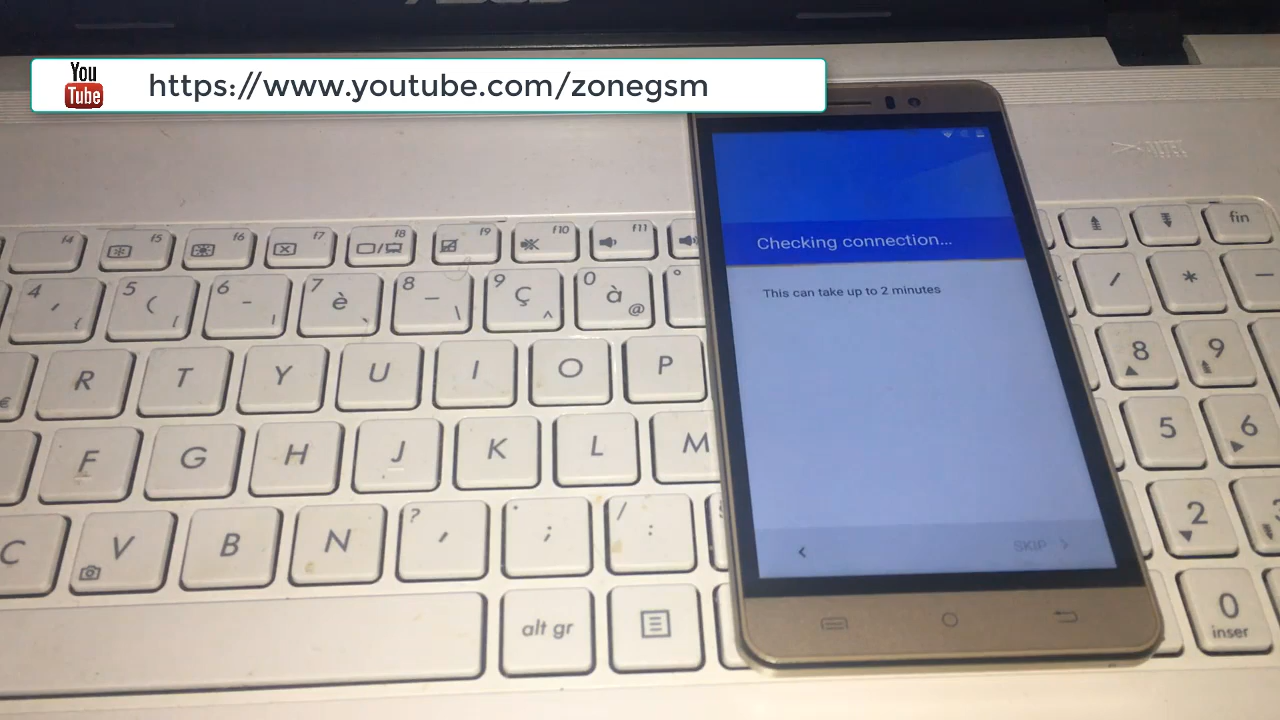 You
Tube
https://www.youtube.com/zonegsm
Checking connection...
This can take up to 2 minutes
SKIP
f4 f5 f6 f7 f8 f9 f10 f11 fin
4 ' { 5 ( [ 6 - | 7 è ` 8 _ \ 9 ç ^ 0 à @ ° / * -
R T Y U I O P 8 9
€
F G H J K L M 5 6
C V B N ? , . ; / : 2 3
alt gr 0
inser